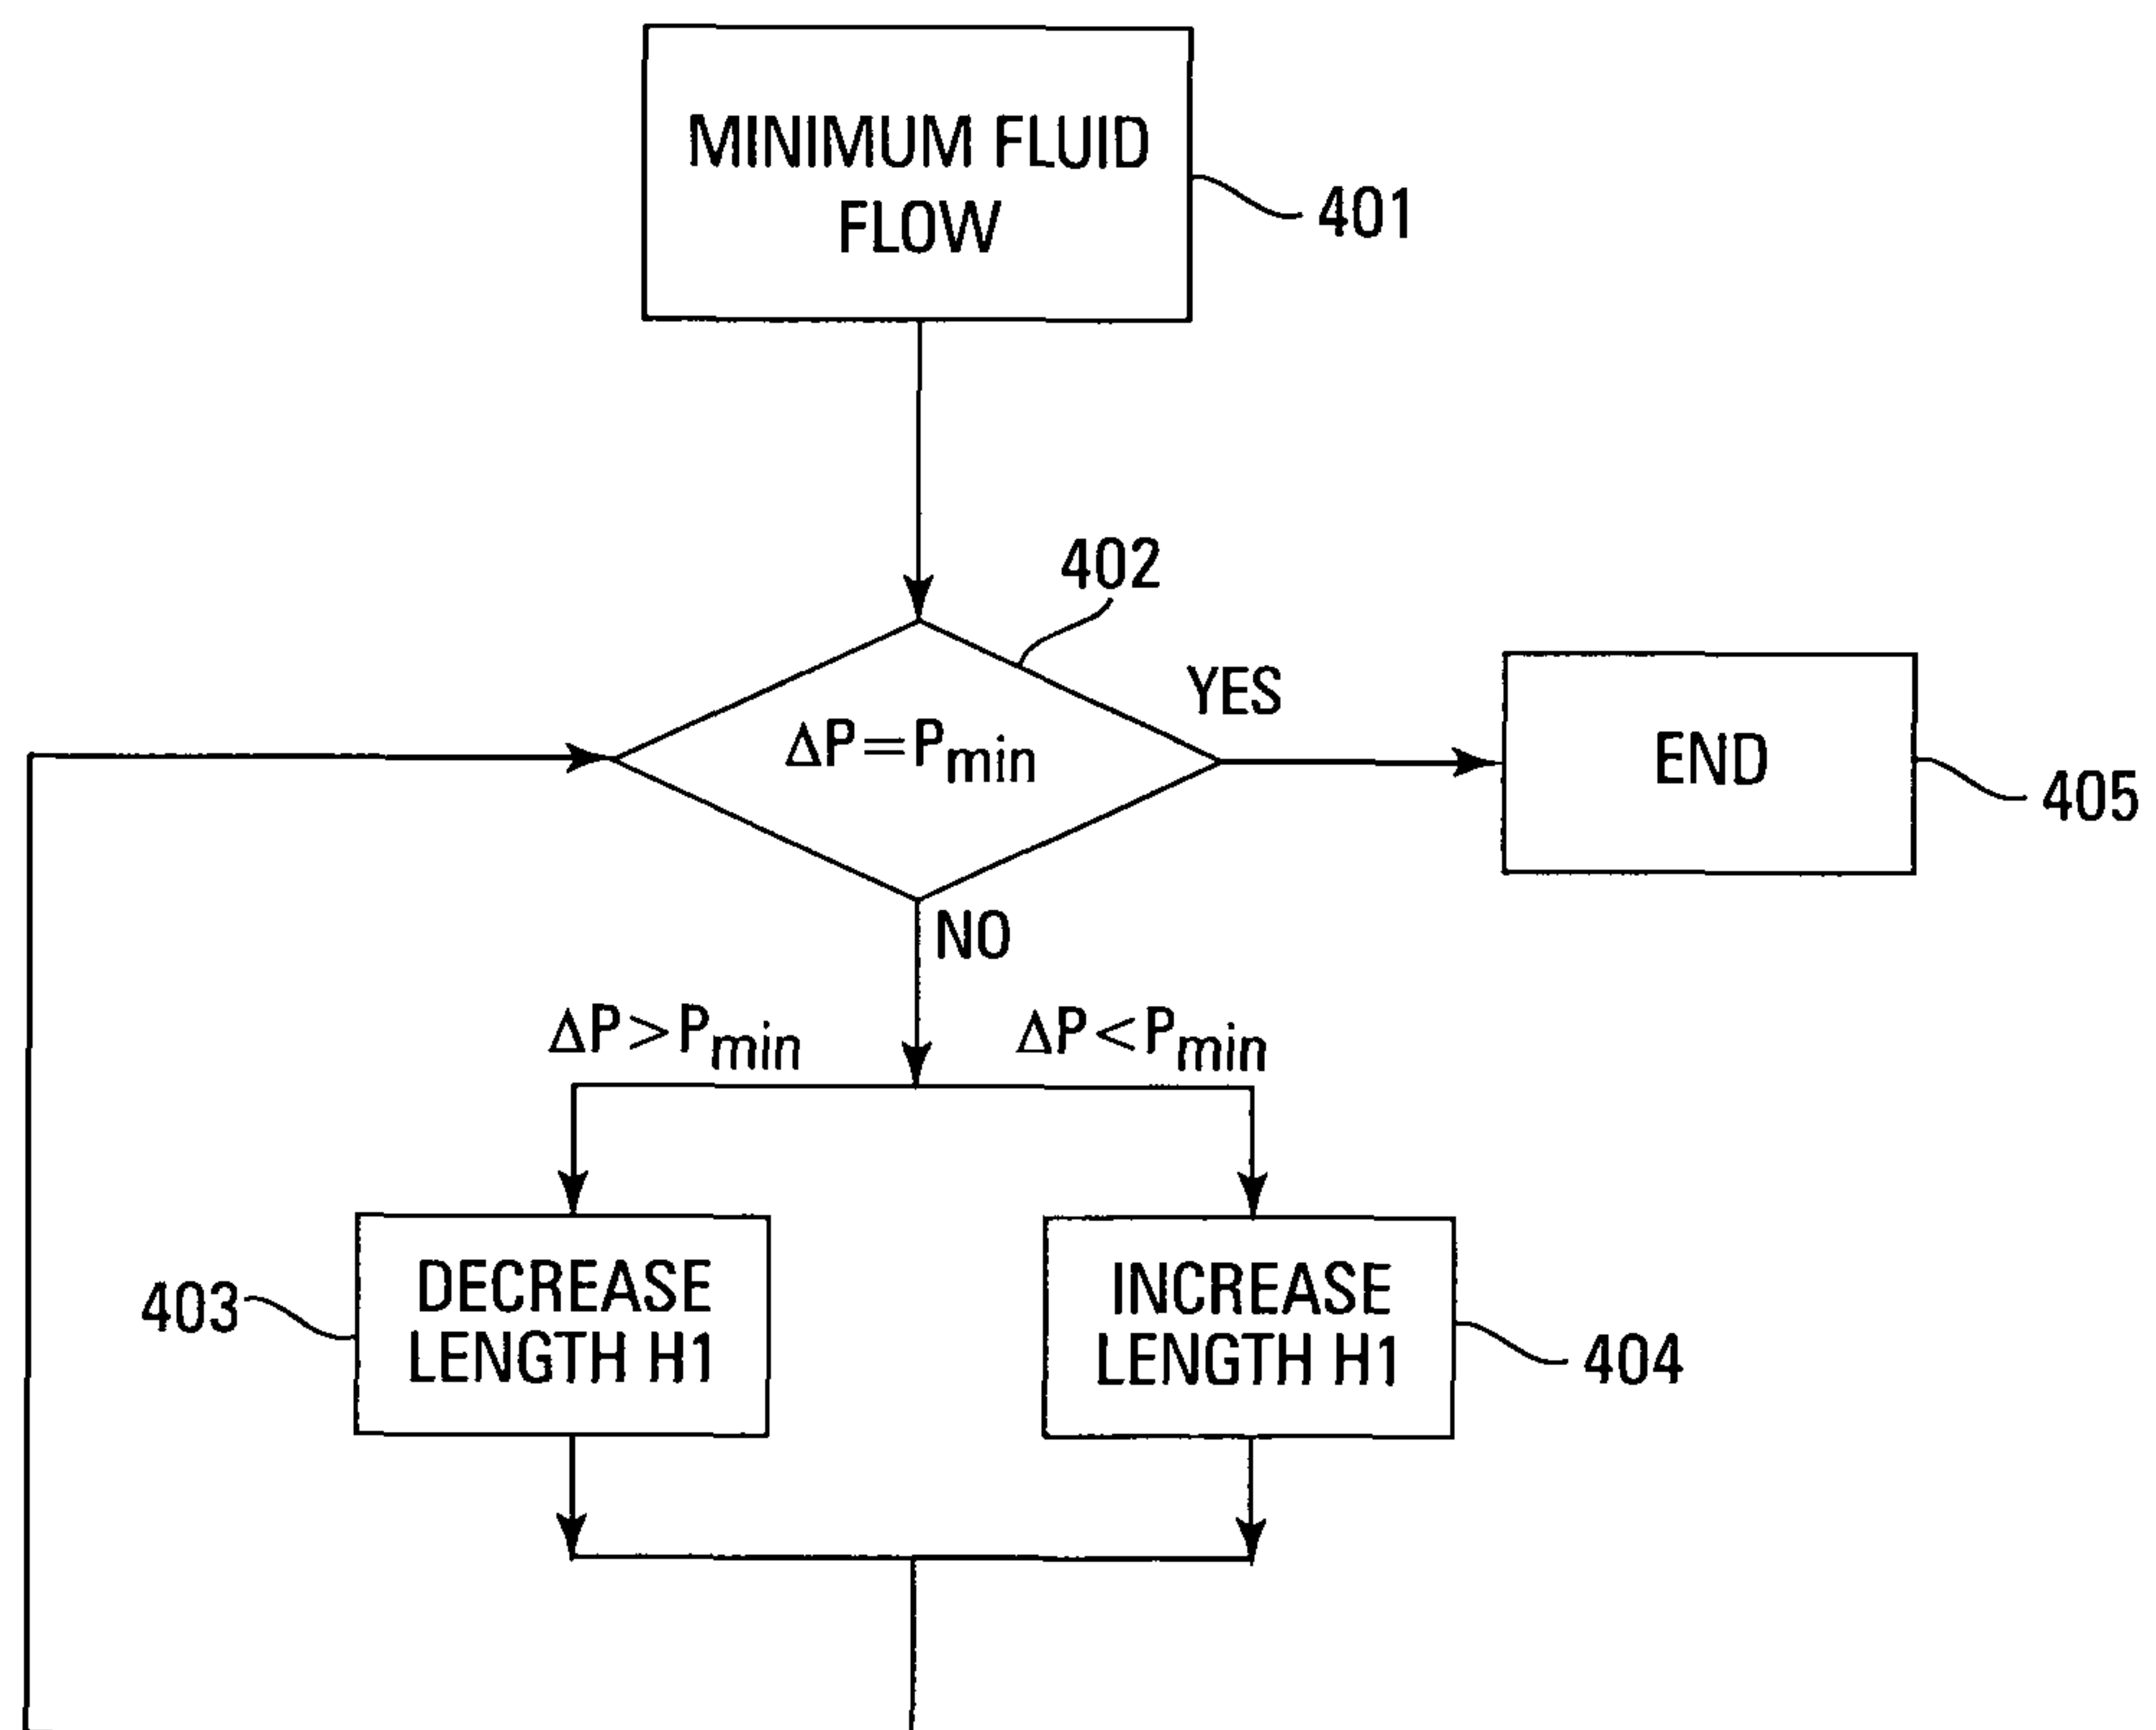 MINIMUM FLUID
FLOW
401
402
YES
ΔP=Pmin
END
405
NO
ΔP>Pmin
ΔP<Pmin
DECREASE
LENGTH H1
403
INCREASE
LENGTH H1
404